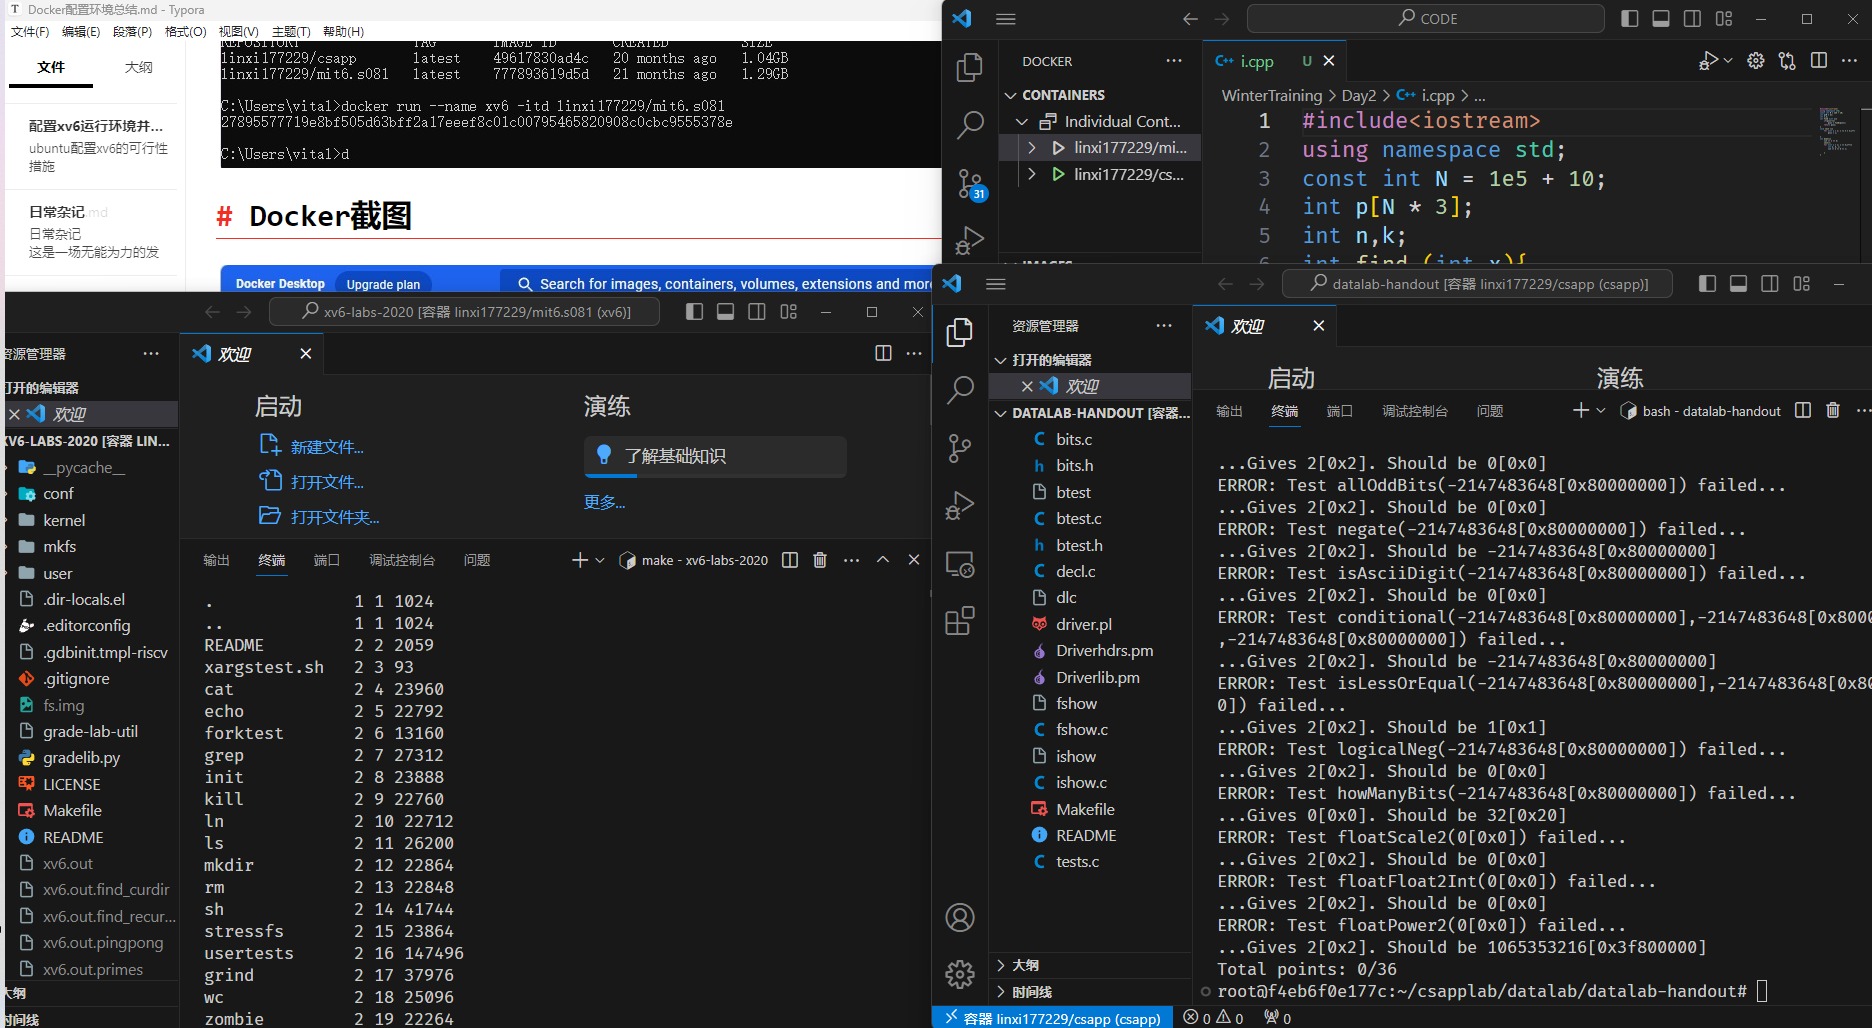 Docker配置环境总结.md - Typora
文件(F) 编辑(E) 段落(P) 格式(O) 视图(V) 主题(T) 帮助(H)
文件 大纲
配置xv6运行环境并...
ubuntu配置xv6的可行性
措施
日常杂记.md
日常杂记
这是一场无能为力的发
REPOSITORY TAG IMAGE ID CREATED SIZE
linxi177229/csapp latest 49617830ad4c 20 months ago 1.04GB
linxi177229/mit6.s081 latest 777893619d5d 21 months ago 1.29GB
C:\Users\vital>docker run --name xv6 -itd linxi177229/mit6.s081
27895577719e8bf505d63bff2a17eeef8c01c00795465820908c0cbc9555378e
C:\Users\vital>d
# Docker截图
Docker Desktop Upgrade plan Search for images, containers, volumes, extensions and more
CODE
DOCKER ...
CONTAINERS
Individual Cont...
linxi177229/mi...
linxi177229/cs...
IMAGES
31
i.cpp U
WinterTraining > Day2 > i.cpp > ...
1 #include<iostream>
2 using namespace std;
3 const int N = 1e5 + 10;
4 int p[N * 3];
5 int n,k;
6 int find (int x){
xv6-labs-2020 [容器 linxi177229/mit6.s081 (xv6)]
资源管理器 ...
打开的编辑器
欢迎
XV6-LABS-2020 [容器 LIN...
__pycache__
conf
kernel
mkfs
user
.dir-locals.el
.editorconfig
.gdbinit.tmpl-riscv
.gitignore
fs.img
grade-lab-util
gradelib.py
LICENSE
Makefile
README
xv6.out
xv6.out.find_curdir
xv6.out.find_recur...
xv6.out.pingpong
xv6.out.primes
大纲
时间线
欢迎
启动
新建文件...
打开文件...
打开文件夹...
演练
了解基础知识
更多...
输出 终端 端口 调试控制台 问题 make - xv6-labs-2020
. 1 1 1024
.. 1 1 1024
README 2 2 2059
xargstest.sh 2 3 93
cat 2 4 23960
echo 2 5 22792
forktest 2 6 13160
grep 2 7 27312
init 2 8 23888
kill 2 9 22760
ln 2 10 22712
ls 2 11 26200
mkdir 2 12 22864
rm 2 13 22848
sh 2 14 41744
stressfs 2 15 23864
usertests 2 16 147496
grind 2 17 37976
wc 2 18 25096
zombie 2 19 22264
datalab-handout [容器 linxi177229/csapp (csapp)]
资源管理器 ...
打开的编辑器
欢迎
DATALAB-HANDOUT [容器...
bits.c
bits.h
btest
btest.c
btest.h
decl.c
dlc
driver.pl
Driverhdrs.pm
Driverlib.pm
fshow
fshow.c
ishow
ishow.c
Makefile
README
tests.c
大纲
时间线
欢迎
启动 演练
输出 终端 端口 调试控制台 问题 bash - datalab-handout
...Gives 2[0x2]. Should be 0[0x0]
ERROR: Test allOddBits(-2147483648[0x80000000]) failed...
...Gives 2[0x2]. Should be 0[0x0]
ERROR: Test negate(-2147483648[0x80000000]) failed...
...Gives 2[0x2]. Should be -2147483648[0x80000000]
ERROR: Test isAsciiDigit(-2147483648[0x80000000]) failed...
...Gives 2[0x2]. Should be 0[0x0]
ERROR: Test conditional(-2147483648[0x80000000],-2147483648[0x8000
,-2147483648[0x80000000]) failed...
...Gives 2[0x2]. Should be -2147483648[0x80000000]
ERROR: Test isLessOrEqual(-2147483648[0x80000000],-2147483648[0x80
0]) failed...
...Gives 2[0x2]. Should be 1[0x1]
ERROR: Test logicalNeg(-2147483648[0x80000000]) failed...
...Gives 2[0x2]. Should be 0[0x0]
ERROR: Test howManyBits(-2147483648[0x80000000]) failed...
...Gives 0[0x0]. Should be 32[0x20]
ERROR: Test floatScale2(0[0x0]) failed...
...Gives 2[0x2]. Should be 0[0x0]
ERROR: Test floatFloat2Int(0[0x0]) failed...
...Gives 2[0x2]. Should be 0[0x0]
ERROR: Test floatPower2(0[0x0]) failed...
...Gives 2[0x2]. Should be 1065353216[0x3f800000]
Total points: 0/36
root@f4eb6f0e177c:~/csapplab/datalab/datalab-handout#
容器 linxi177229/csapp (csapp) 0 0 0